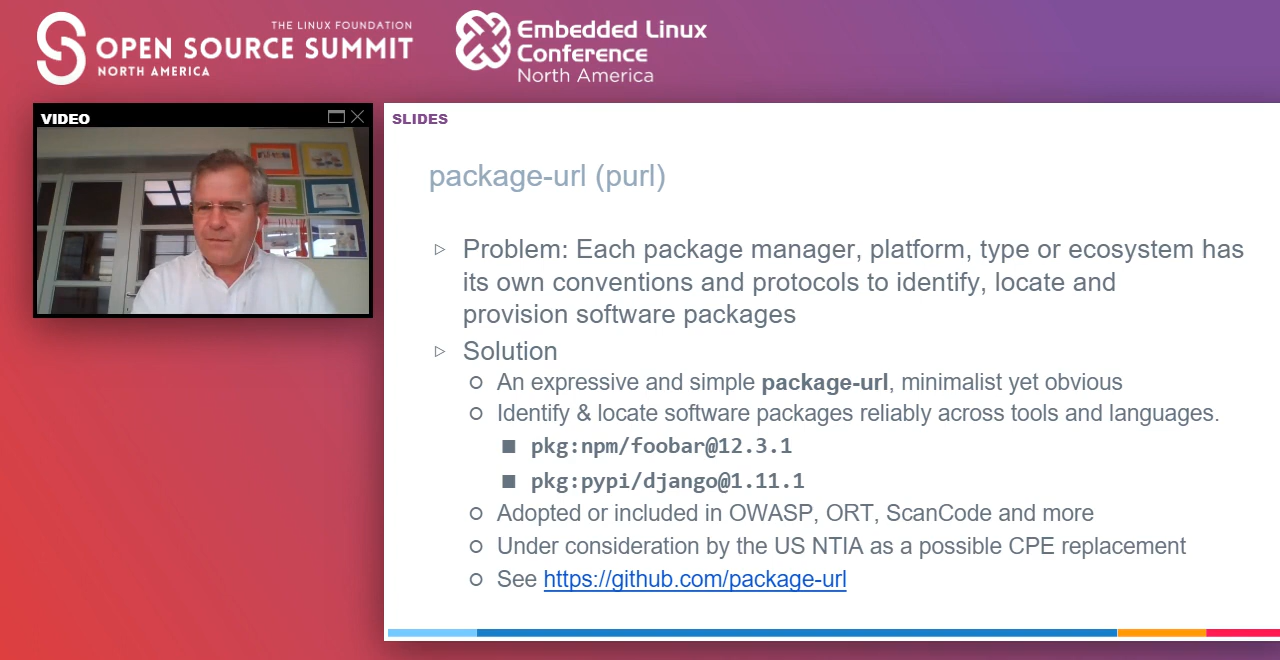 THE LINUX FOUNDATION
OPEN SOURCE SUMMIT
NORTH AMERICA
Embedded Linux
Conference
North America
VIDEO
SLIDES
package-url (purl)
Problem: Each package manager, platform, type or ecosystem has
its own conventions and protocols to identify, locate and
provision software packages
Solution
An expressive and simple package-url, minimalist yet obvious
Identify & locate software packages reliably across tools and languages.
pkg:npm/foobar@12.3.1
pkg:pypi/django@1.11.1
Adopted or included in OWASP, ORT, ScanCode and more
Under consideration by the US NTIA as a possible CPE replacement
See https://github.com/package-url